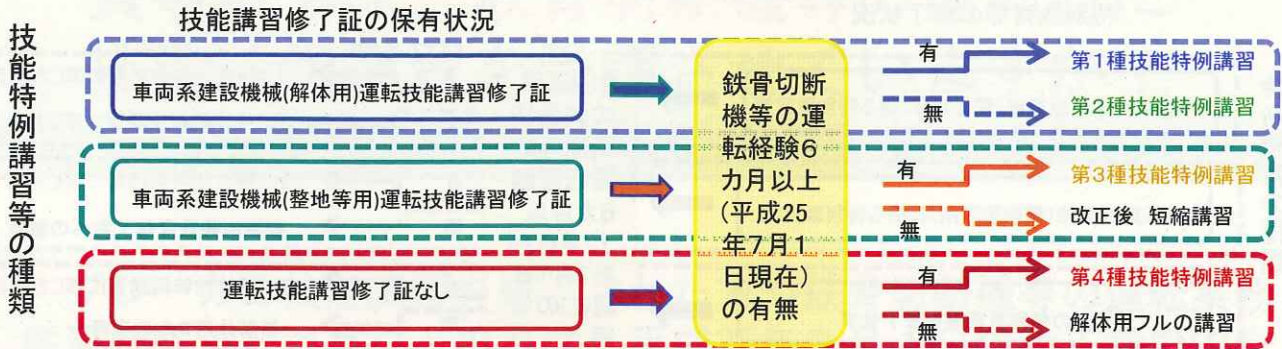 技能講習修了証の保有状況
技能特例講習等の種類
車両系建設機械(解体用)運転技能講習修了証
車両系建設機械(整地等用)運転技能講習修了証
運転技能講習修了証なし
鉄骨切断
機等の運
転経験6
カ月以上
(平成25
年7月1
日現在)
の有無
有
第1種技能特例講習
無
第2種技能特例講習
有
第3種技能特例講習
無
改正後 短縮講習
有
第4種技能特例講習
無
解体用フルの講習